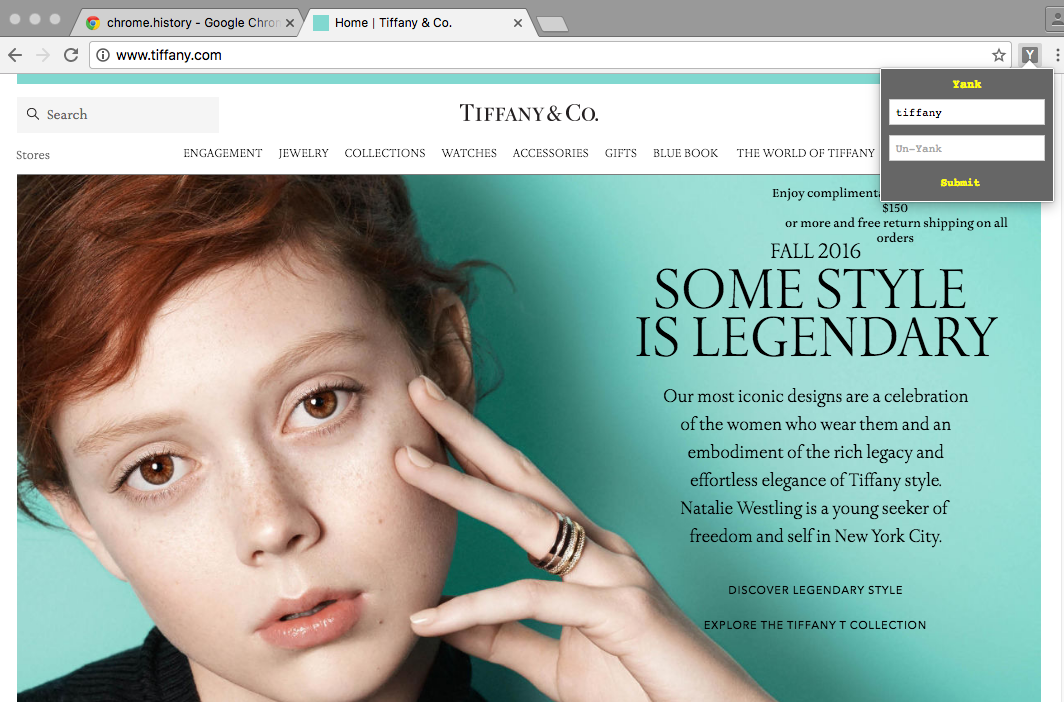 chrome.history - Google Chro
Home | Tiffany & Co.
www.tiffany.com
Y
Yank
tiffany
Un-Yank
Submit
Search
TIFFANY & CO.
Stores
ENGAGEMENT JEWELRY COLLECTIONS WATCHES ACCESSORIES GIFTS BLUE BOOK THE WORLD OF TIFFANY
Enjoy complimenta
$150
or more and free return shipping on all
orders
FALL 2016
SOME STYLE
IS LEGENDARY
Our most iconic designs are a celebration
of the women who wear them and an
embodiment of the rich legacy and
effortless elegance of Tiffany style.
Natalie Westling is a young seeker of
freedom and self in New York City.
DISCOVER LEGENDARY STYLE
EXPLORE THE TIFFANY T COLLECTION